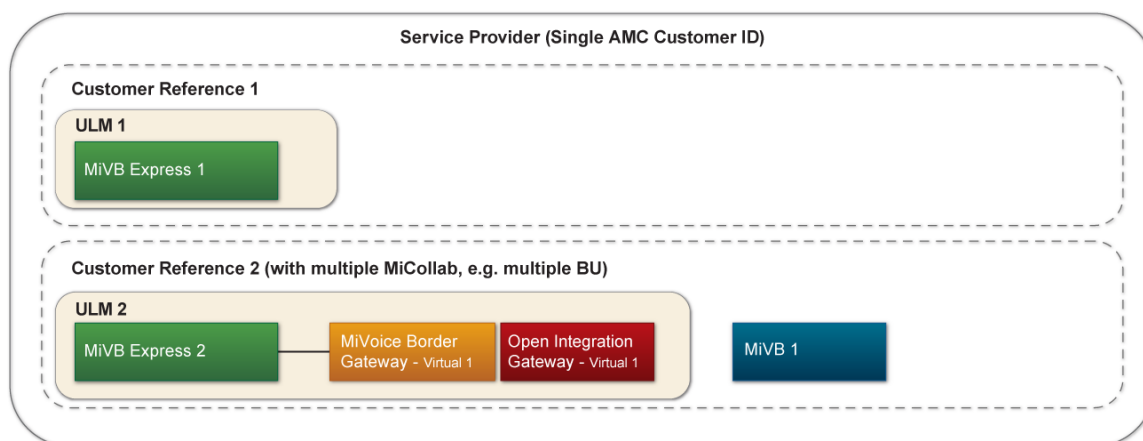 Service Provider (Single AMC Customer ID)
Customer Reference 1
ULM 1
MiVB Express 1
Customer Reference 2 (with multiple MiCollab, e.g. multiple BU)
ULM 2
MiVB Express 2
MiVoice Border
Gateway - Virtual 1
Open Integration
Gateway - Virtual 1
MiVB 1